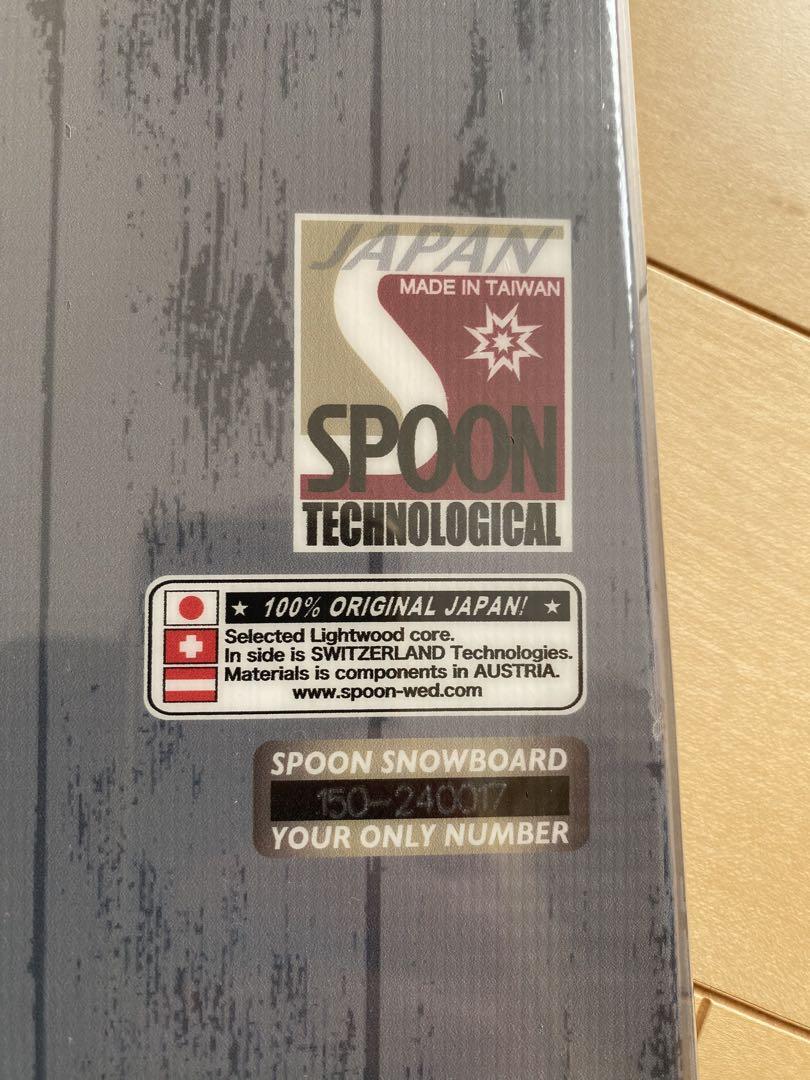 JAPAN
MADE IN TAIWAN
SPOON
TECHNOLOGICAL
★ 100% ORIGINAL JAPAN! ★
Selected Lightwood core.
In side is SWITZERLAND Technologies.
Materials is components in AUSTRIA.
www.spoon-wed.com
SPOON SNOWBOARD
150-240017
YOUR ONLY NUMBER